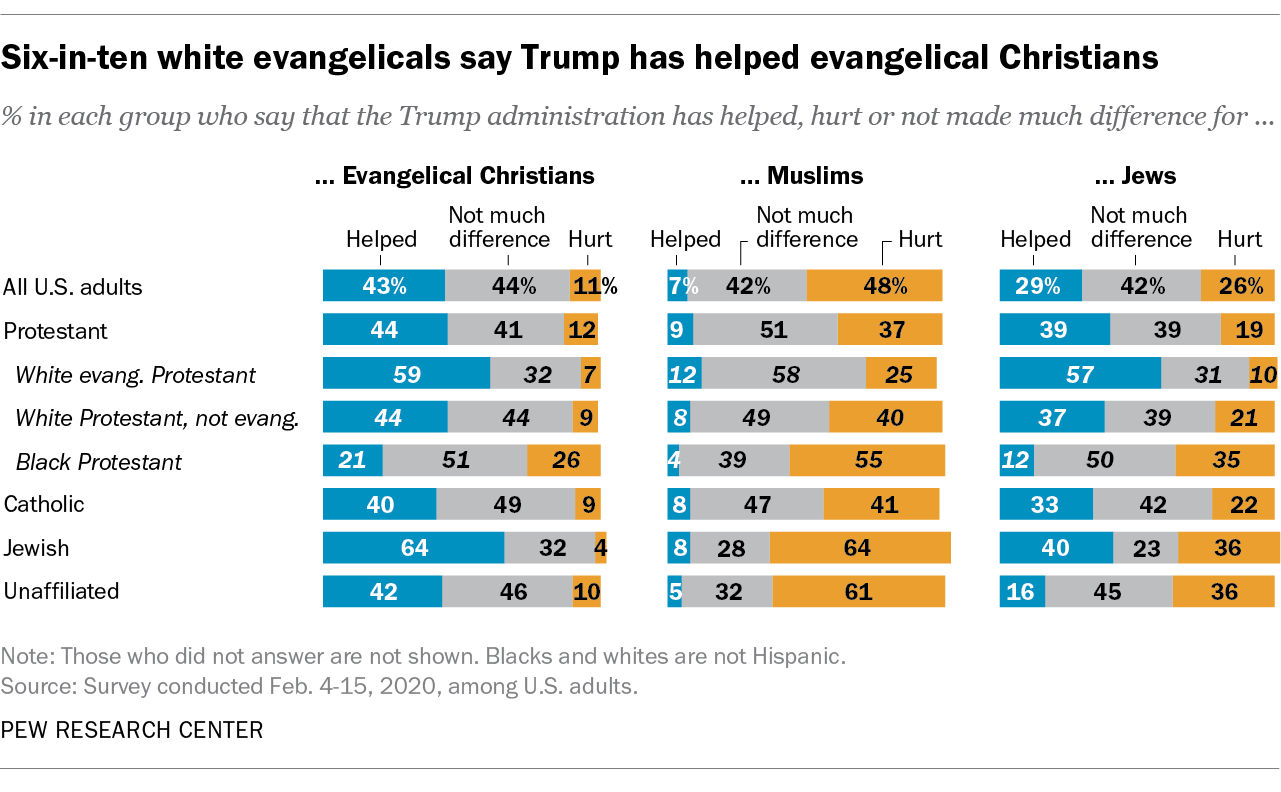 Six-in-ten white evangelicals say Trump has helped evangelical Christians
% in each group who say that the Trump administration has helped, hurt or not made much difference for ...
... Evangelical Christians ... Muslims ... Jews
Not much Not much Not much
Helped difference Hurt Helped difference Hurt Helped difference Hurt
All U.S. adults 43% 44% 11% 7% 42% 48% 29% 42% 26%
Protestant 44 41 12 9 51 37 39 39 19
White evang. Protestant 59 32 7 12 58 25 57 31 10
White Protestant, not evang. 44 44 9 8 49 40 37 39 21
Black Protestant 21 51 26 4 39 55 12 50 35
Catholic 40 49 9 8 47 41 33 42 22
Jewish 64 32 4 8 28 64 40 23 36
Unaffiliated 42 46 10 5 32 61 16 45 36
Note: Those who did not answer are not shown. Blacks and whites are not Hispanic.
Source: Survey conducted Feb. 4-15, 2020, among U.S. adults.
PEW RESEARCH CENTER